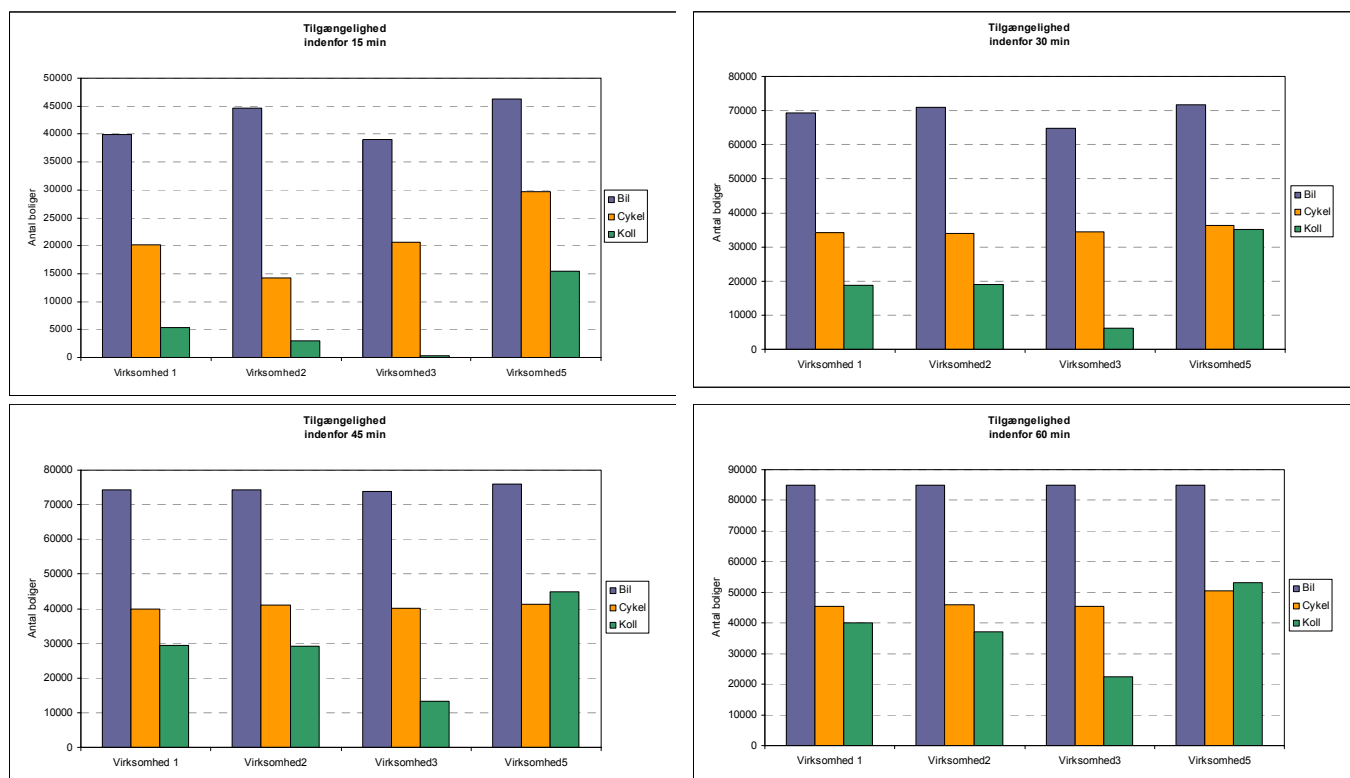 Tilgængelighed
indenfor 15 min
50000
45000
40000
35000
30000
25000
20000
15000
10000
5000
0
Antal boliger
Virksomhed 1
Virksomhed2
Virksomhed3
Virksomhed5
Bil
Cykel
Koll
Tilgængelighed
indenfor 30 min
80000
70000
60000
50000
40000
30000
20000
10000
0
Antal boliger
Virksomhed 1
Virksomhed2
Virksomhed3
Virksomhed5
Bil
Cykel
Koll
Tilgængelighed
indenfor 45 min
80000
70000
60000
50000
40000
30000
20000
10000
0
Antal boliger
Virksomhed 1
Virksomhed2
Virksomhed3
Virksomhed5
Bil
Cykel
Koll
Tilgængelighed
indenfor 60 min
90000
80000
70000
60000
50000
40000
30000
20000
10000
0
Antal boliger
Virksomhed 1
Virksomhed2
Virksomhed3
Virksomhed5
Bil
Cykel
Koll